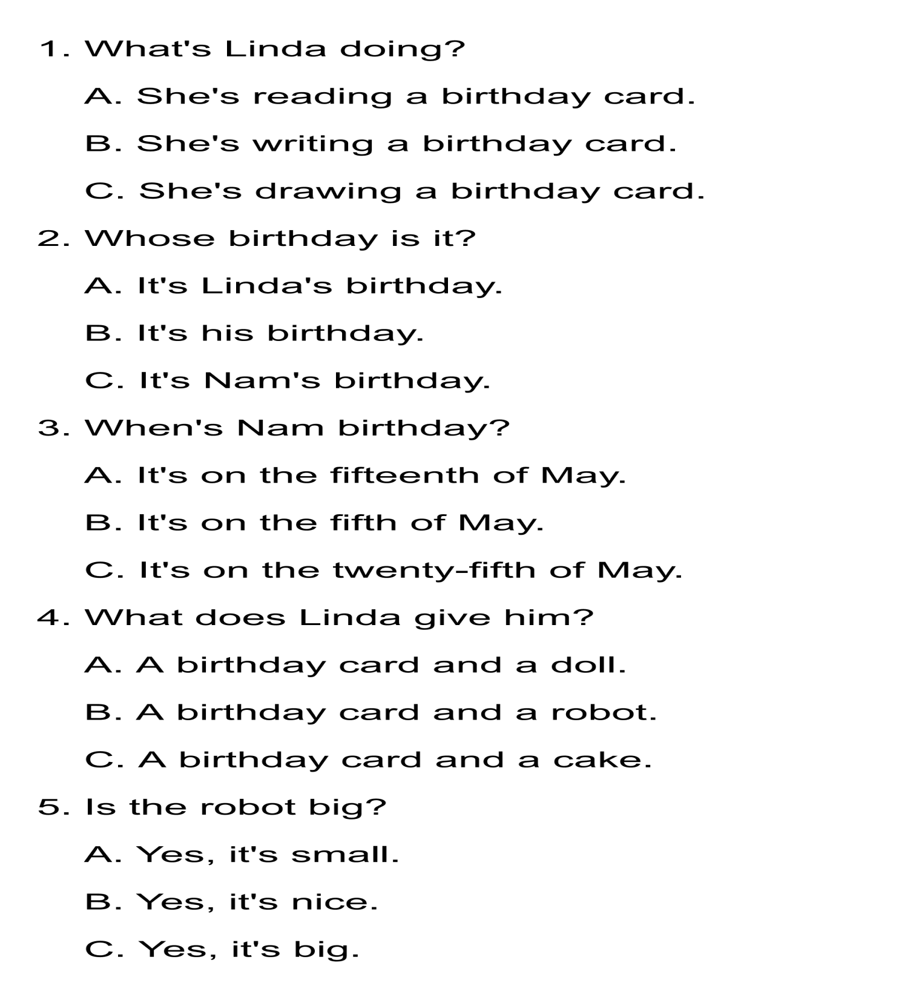 1. What's Linda doing?
A. She's reading a birthday card.
B. She's writing a birthday card.
C. She's drawing a birthday card.
2. Whose birthday is it?
A. It's Linda's birthday.
B. It's his birthday.
C. It's Nam's birthday.
3. When's Nam birthday?
A. It's on the fifteenth of May.
B. It's on the fifth of May.
C. It's on the twenty-fifth of May.
4. What does Linda give him?
A. A birthday card and a doll.
B. A birthday card and a robot.
C. A birthday card and a cake.
5. Is the robot big?
A. Yes, it's small.
B. Yes, it's nice.
C. Yes, it's big.